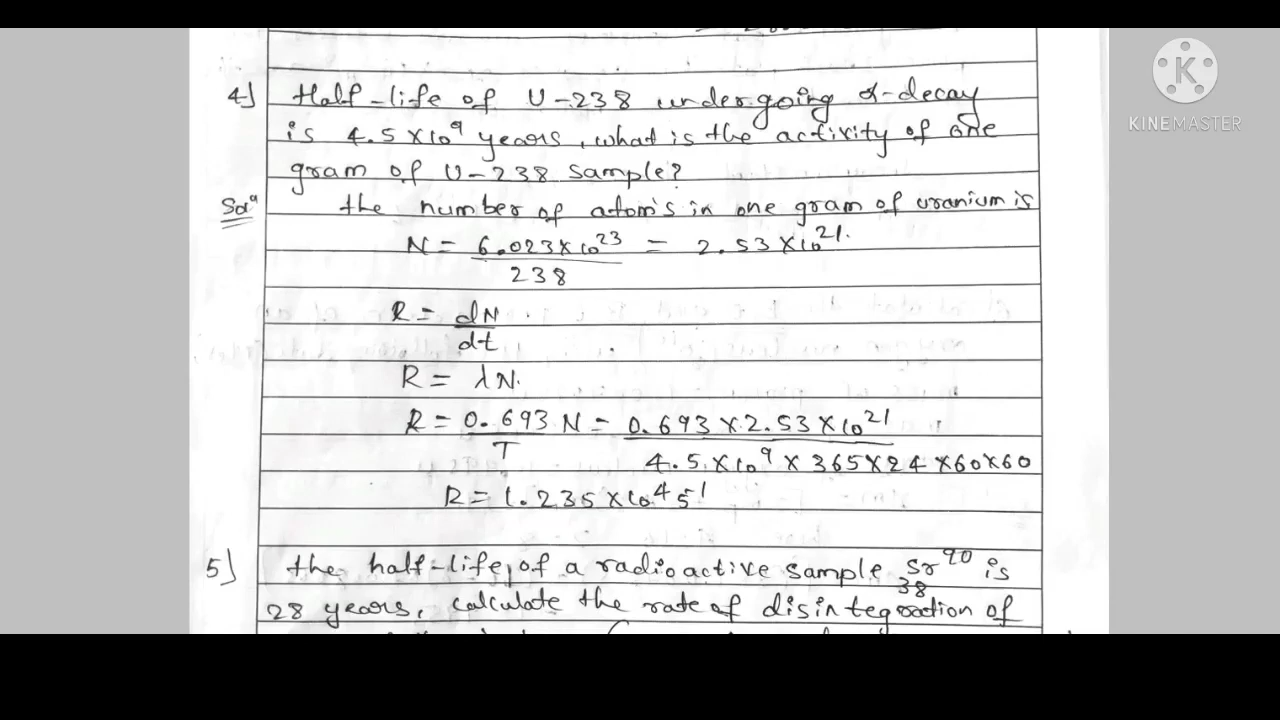 4) Half-life of U-238 undergoing α-decay
is 4.5×10⁹ years, what is the activity of one
gram of U-238 sample?
Solⁿ the number of atom's in one gram of uranium is
N = 6.023×10²³ / 238 = 2.53×10²¹.
R = dN / dt
R = λN.
R = 0.693 / T N = 0.693 × 2.53×10²¹ / 4.5×10⁹ × 365×24×60×60
R = 1.235×10⁴ s⁻¹
5) the half-life, of a radioactive sample ₃₈Sr⁹⁰ is
28 years, calculate the rate of disintegration of
K
KINEMASTER